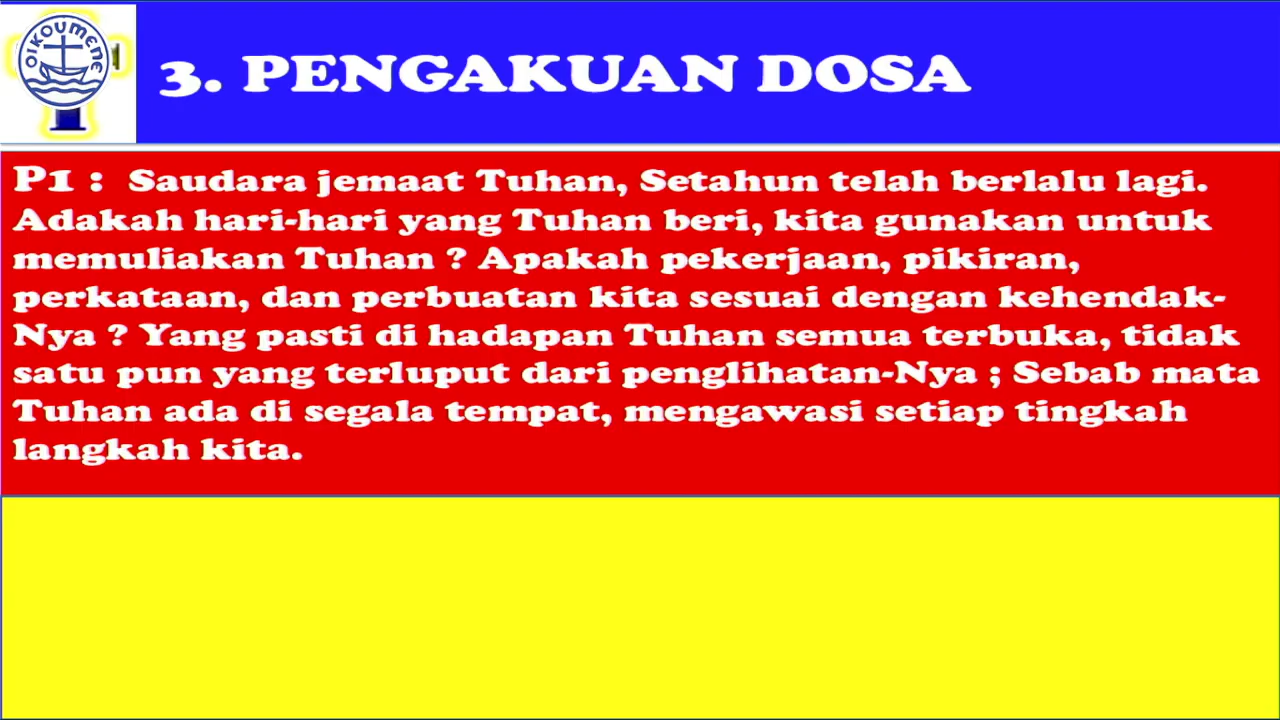 OIKOUMENE
3. PENGAKUAN DOSA
P1 : Saudara jemaat Tuhan, Setahun telah berlalu lagi.
Adakah hari-hari yang Tuhan beri, kita gunakan untuk
memuliakan Tuhan ? Apakah pekerjaan, pikiran,
perkataan, dan perbuatan kita sesuai dengan kehendak-
Nya ? Yang pasti di hadapan Tuhan semua terbuka, tidak
satu pun yang terluput dari penglihatan-Nya ; Sebab mata
Tuhan ada di segala tempat, mengawasi setiap tingkah
langkah kita.